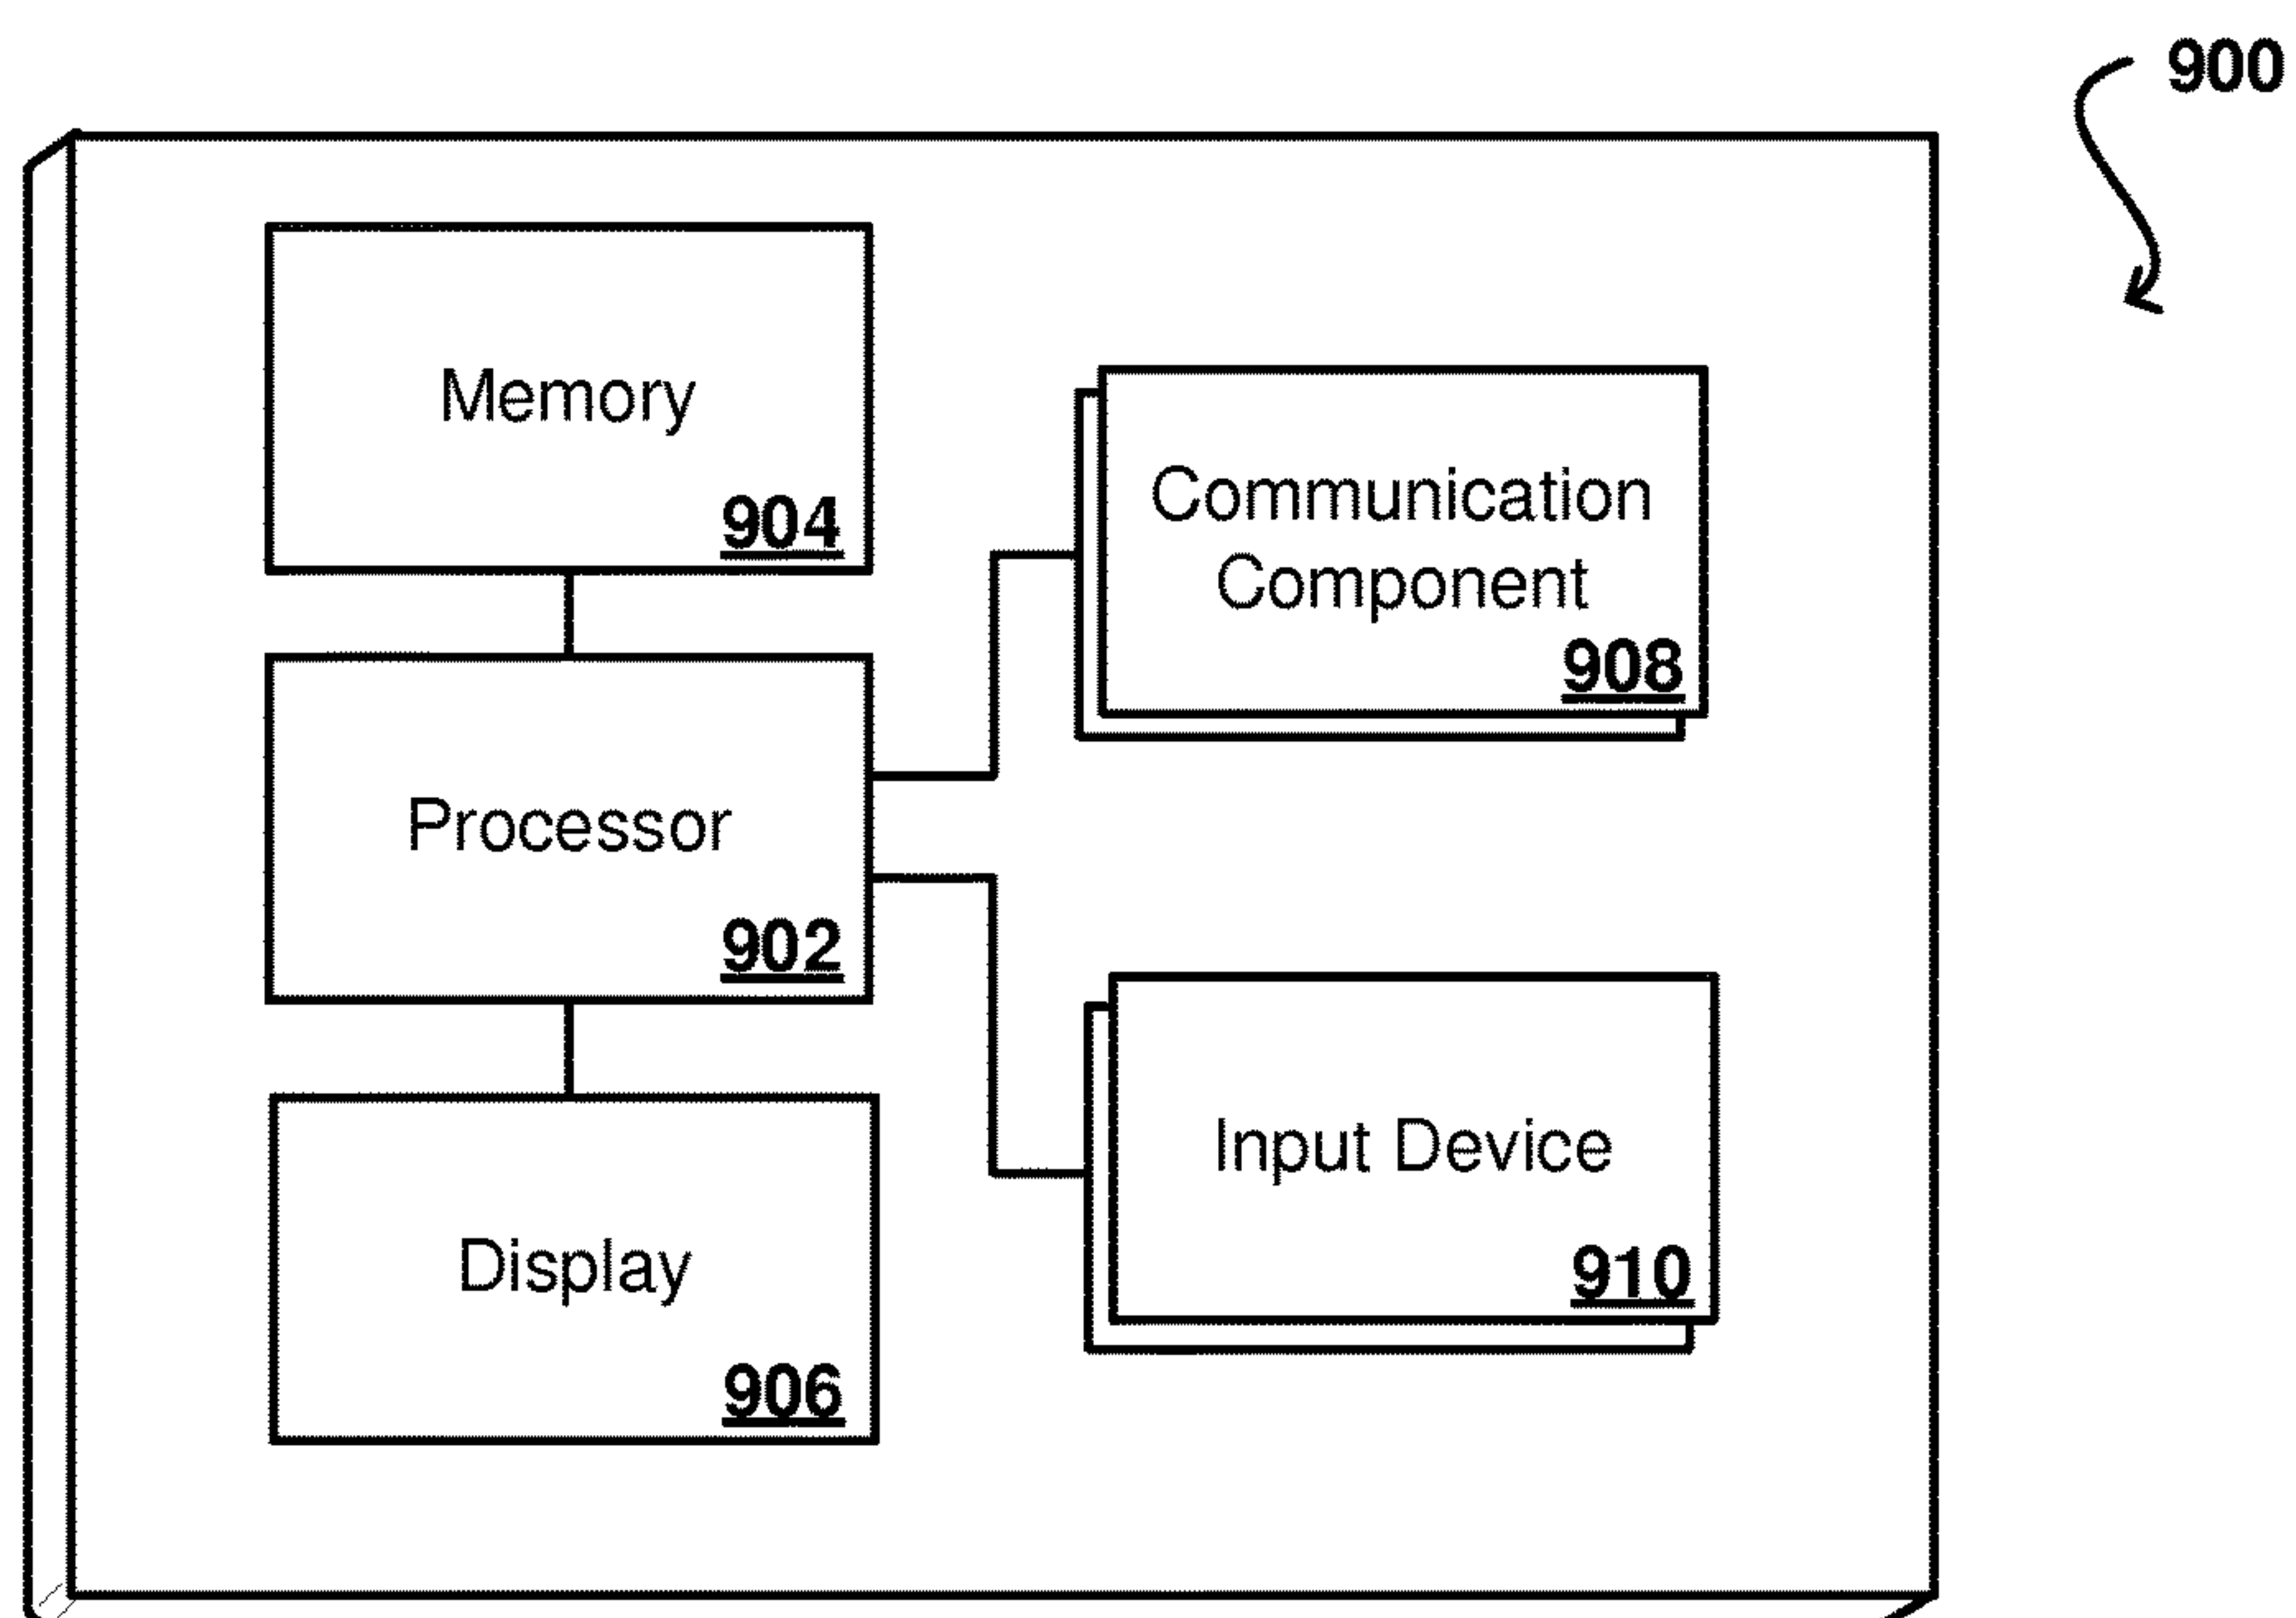 900
Memory
904
Communication
Component
908
Processor
902
Input Device
910
Display
906